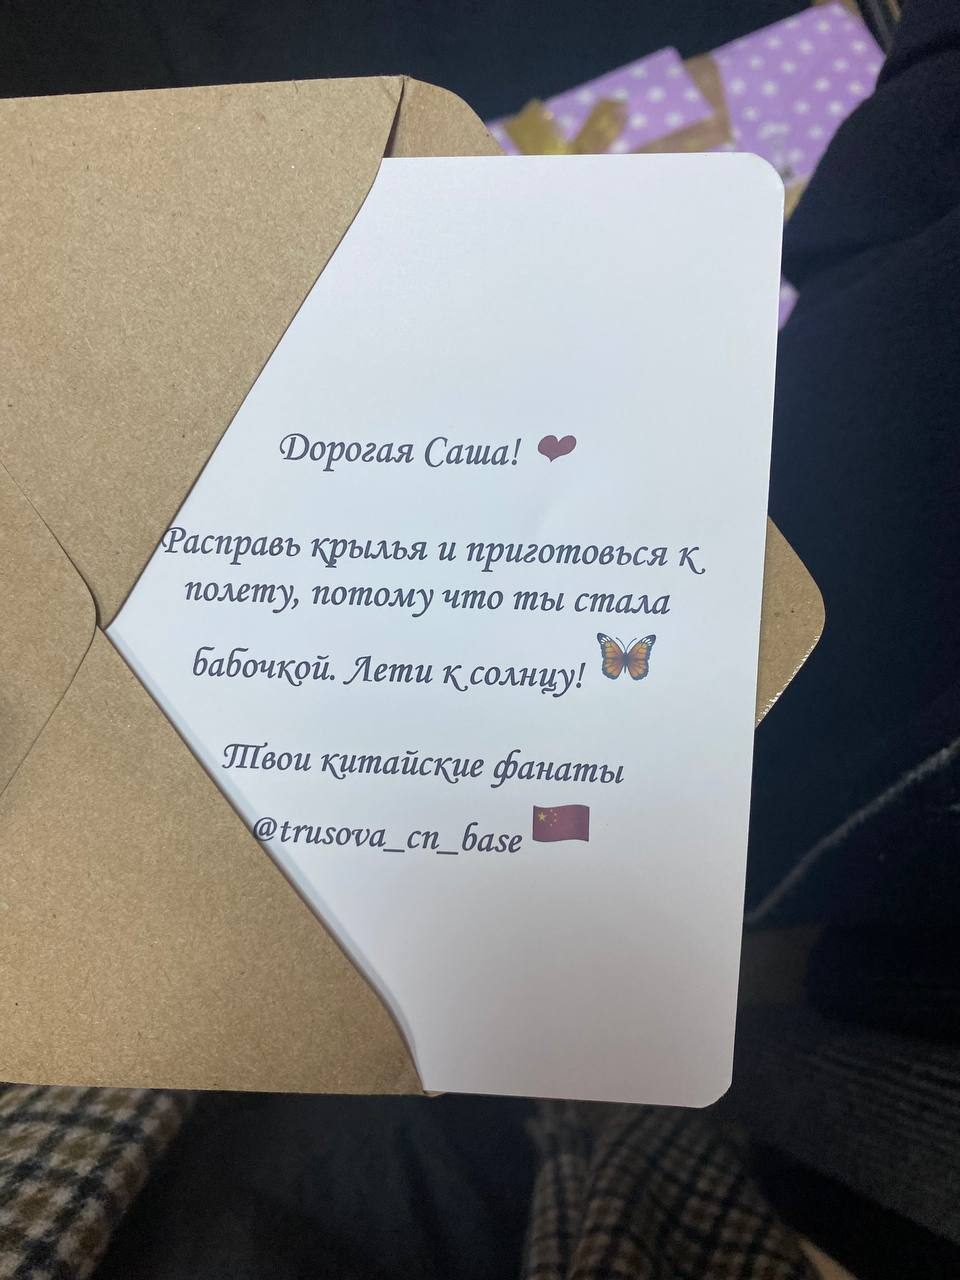 Дорогая Саша! ❤️
Расправь крылья и приготовься к
полету, потому что ты стала
бабочкой. Лети к солнцу! 🦋
Твои китайские фанаты
@trusova_cn_base 🇨🇳